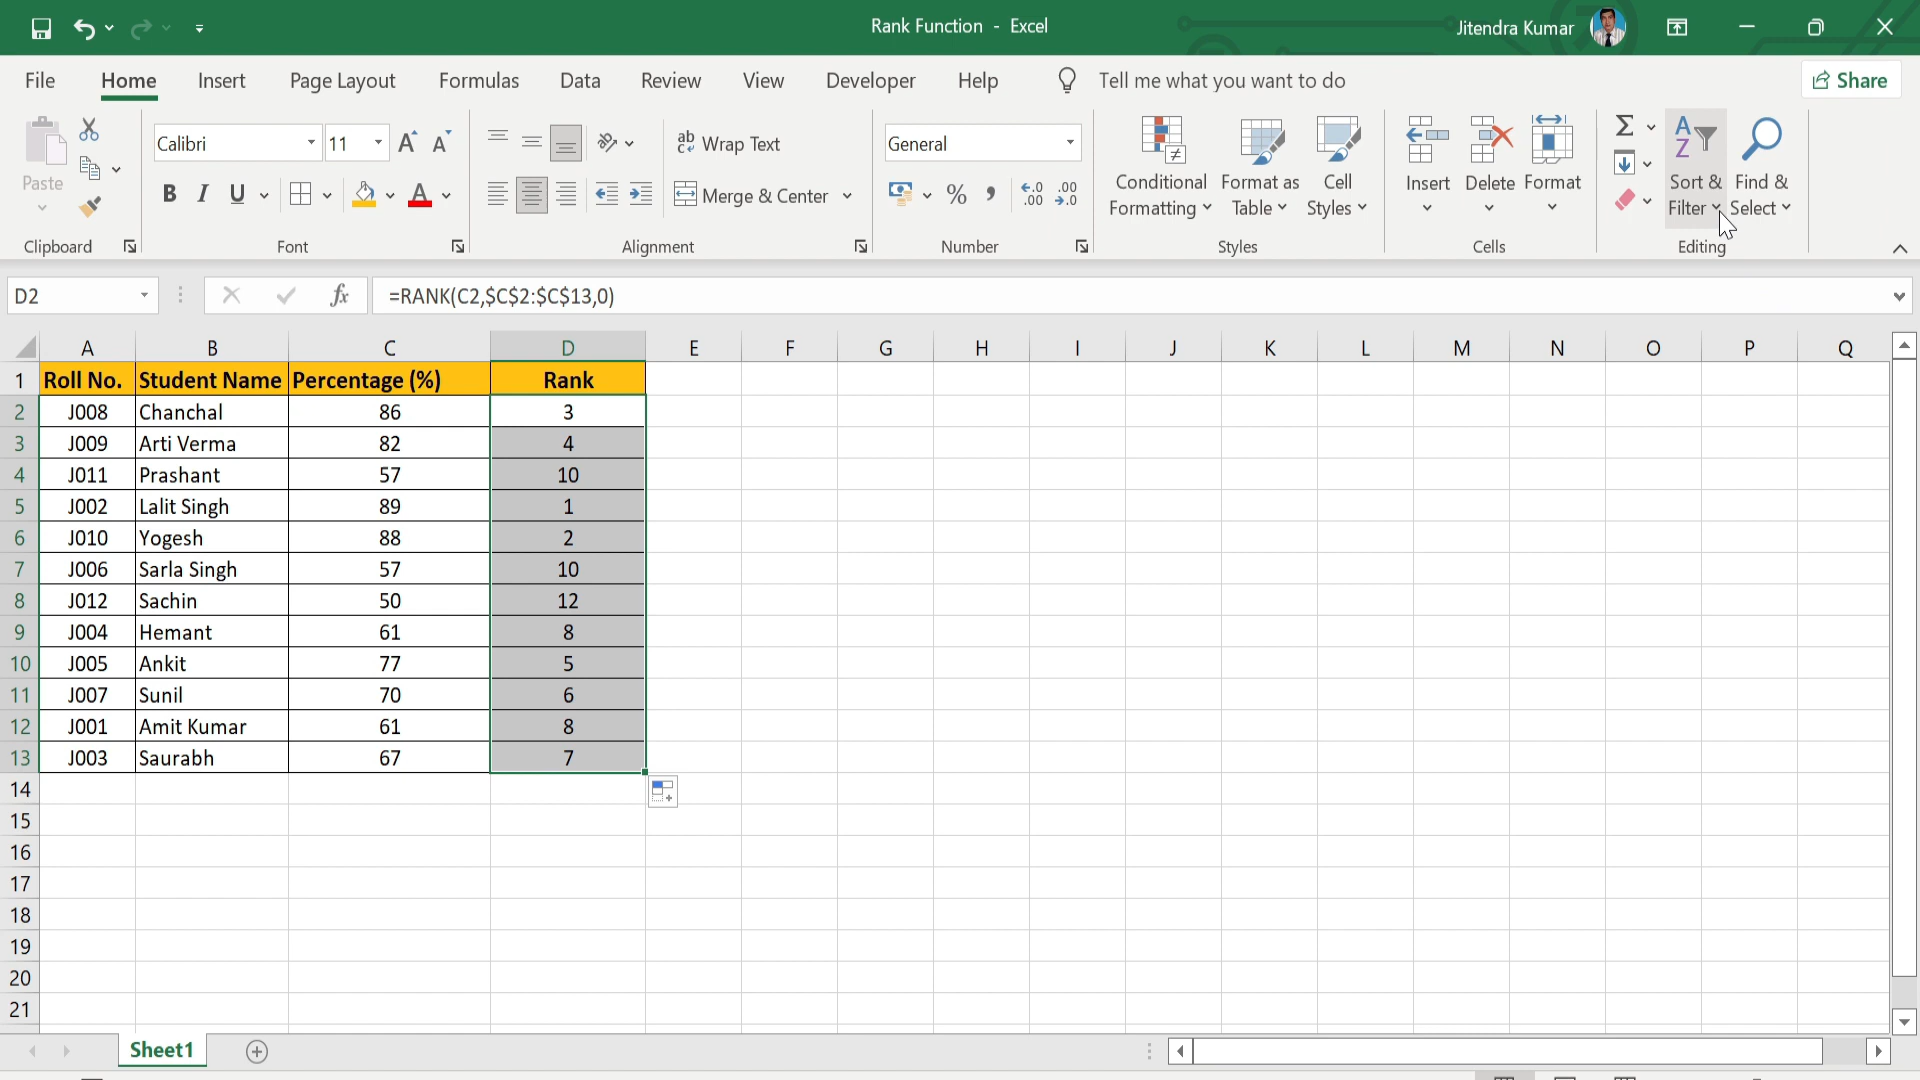 Rank Function - Excel
Jitendra Kumar
File Home Insert Page Layout Formulas Data Review View Developer Help Tell me what you want to do Share
Paste
Clipboard
Calibri 11
B I U A
Font
ab Wrap Text
Merge & Center
Alignment
General
% ,
Number
Conditional Formatting
Format as Table
Cell Styles
Styles
Insert Delete Format
Cells
Sort & Filter
Find & Select
Editing
D2 fx =RANK(C2,$C$2:$C$13,0)
A B C D E F G H I J K L M N O P Q
1 Roll No. Student Name Percentage (%) Rank
2 J008 Chanchal 86 3
3 J009 Arti Verma 82 4
4 J011 Prashant 57 10
5 J002 Lalit Singh 89 1
6 J010 Yogesh 88 2
7 J006 Sarla Singh 57 10
8 J012 Sachin 50 12
9 J004 Hemant 61 8
10 J005 Ankit 77 5
11 J007 Sunil 70 6
12 J001 Amit Kumar 61 8
13 J003 Saurabh 67 7
14
15
16
17
18
19
20
21
Sheet1